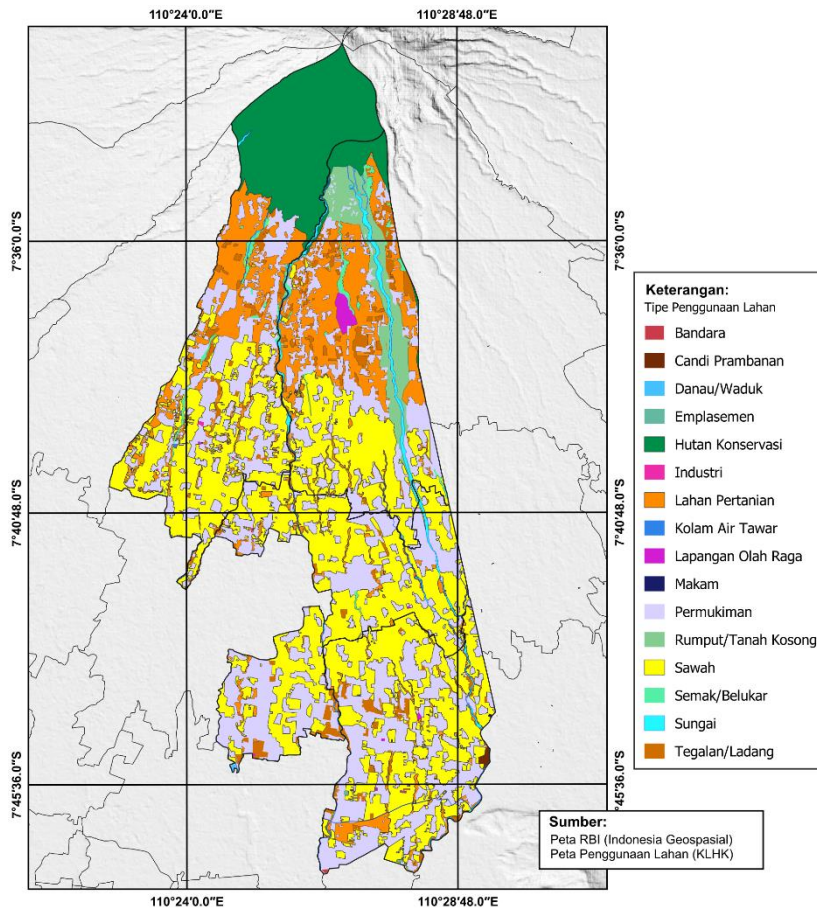 110°24'0.0"E
110°28'48.0"E
7°36'0.0"S
7°36'0.0"S
7°40'48.0"S
7°40'48.0"S
7°45'36.0"S
7°45'36.0"S
110°24'0.0"E
110°28'48.0"E
Keterangan:
Tipe Penggunaan Lahan
Bandara
Candi Prambanan
Danau/Waduk
Emplasemen
Hutan Konservasi
Industri
Lahan Pertanian
Kolam Air Tawar
Lapangan Olah Raga
Makam
Permukiman
Rumput/Tanah Kosong
Sawah
Semak/Belukar
Sungai
Tegalan/Ladang
Sumber:
Peta RBI (Indonesia Geospasial)
Peta Penggunaan Lahan (KLHK)